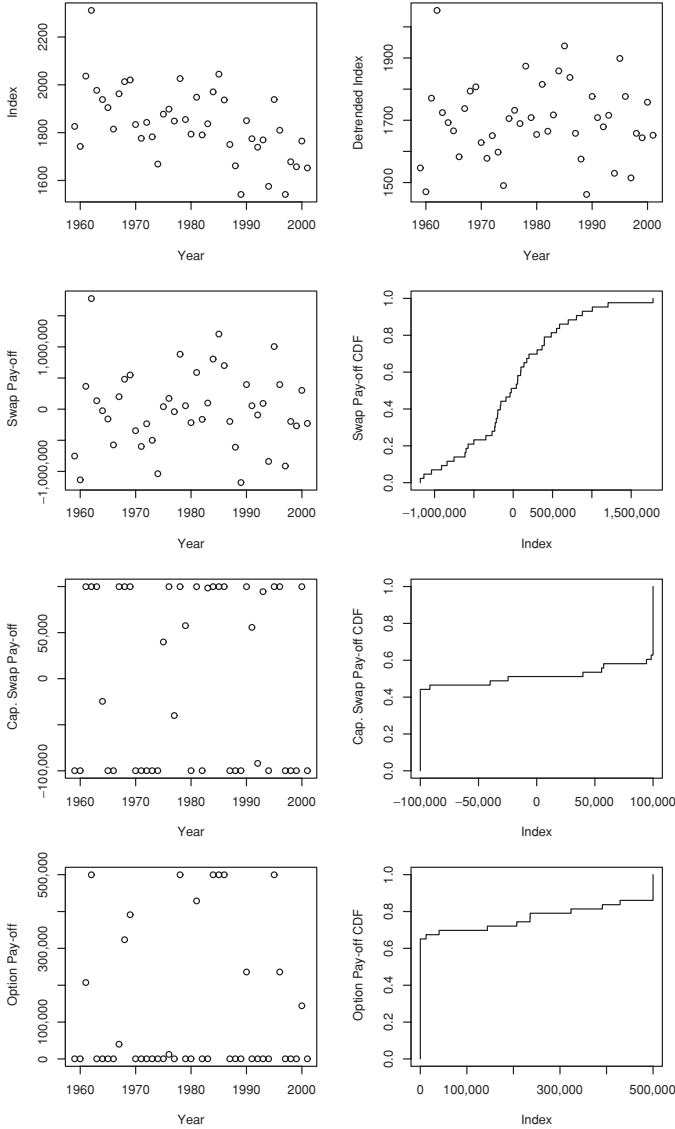 Index
1600 1800 2000 2200
1960 1970 1980 1990 2000
Year
Detrended Index
1500 1700 1900
1960 1970 1980 1990 2000
Year
Swap Pay-off
−1,000,000 0 1,000,000
1960 1970 1980 1990 2000
Year
Swap Pay-off CDF
0.0 0.2 0.4 0.6 0.8 1.0
−1,000,000 0 500,000 1,500,000
Index
Cap. Swap Pay-off
−100,000 0 50,000
1960 1970 1980 1990 2000
Year
Cap. Swap Pay-off CDF
0.0 0.2 0.4 0.6 0.8 1.0
−100,000 −50,000 0 50,000 100,000
Index
Option Pay-off
0 100,000 300,000 500,000
1960 1970 1980 1990 2000
Year
Option Pay-off CDF
0.0 0.2 0.4 0.6 0.8 1.0
0 100,000 300,000 500,000
Index